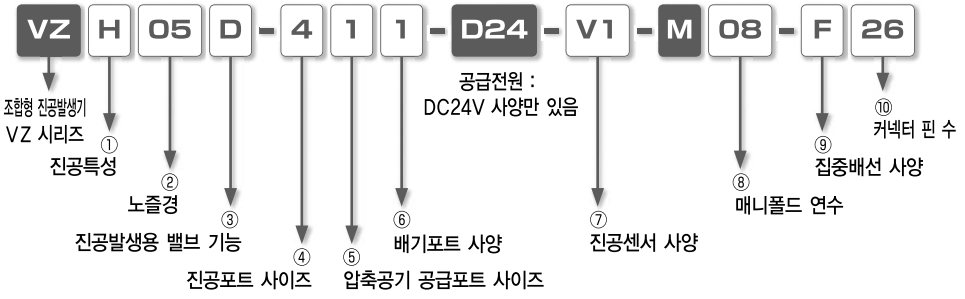 VZ H 05 D - 4 1 1 - D24 - V1 - M 08 - F 26
조합형 진공발생기
VZ 시리즈
공급전원 :
DC24V 사양만 있음
①
진공특성
②
노즐경
③
진공발생용 밸브 기능
④
진공포트 사이즈
⑤
압축공기 공급포트 사이즈
⑥
배기포트 사양
⑦
진공센서 사양
⑧
매니폴드 연수
⑨
집중배선 사양
⑩
커넥터 핀 수